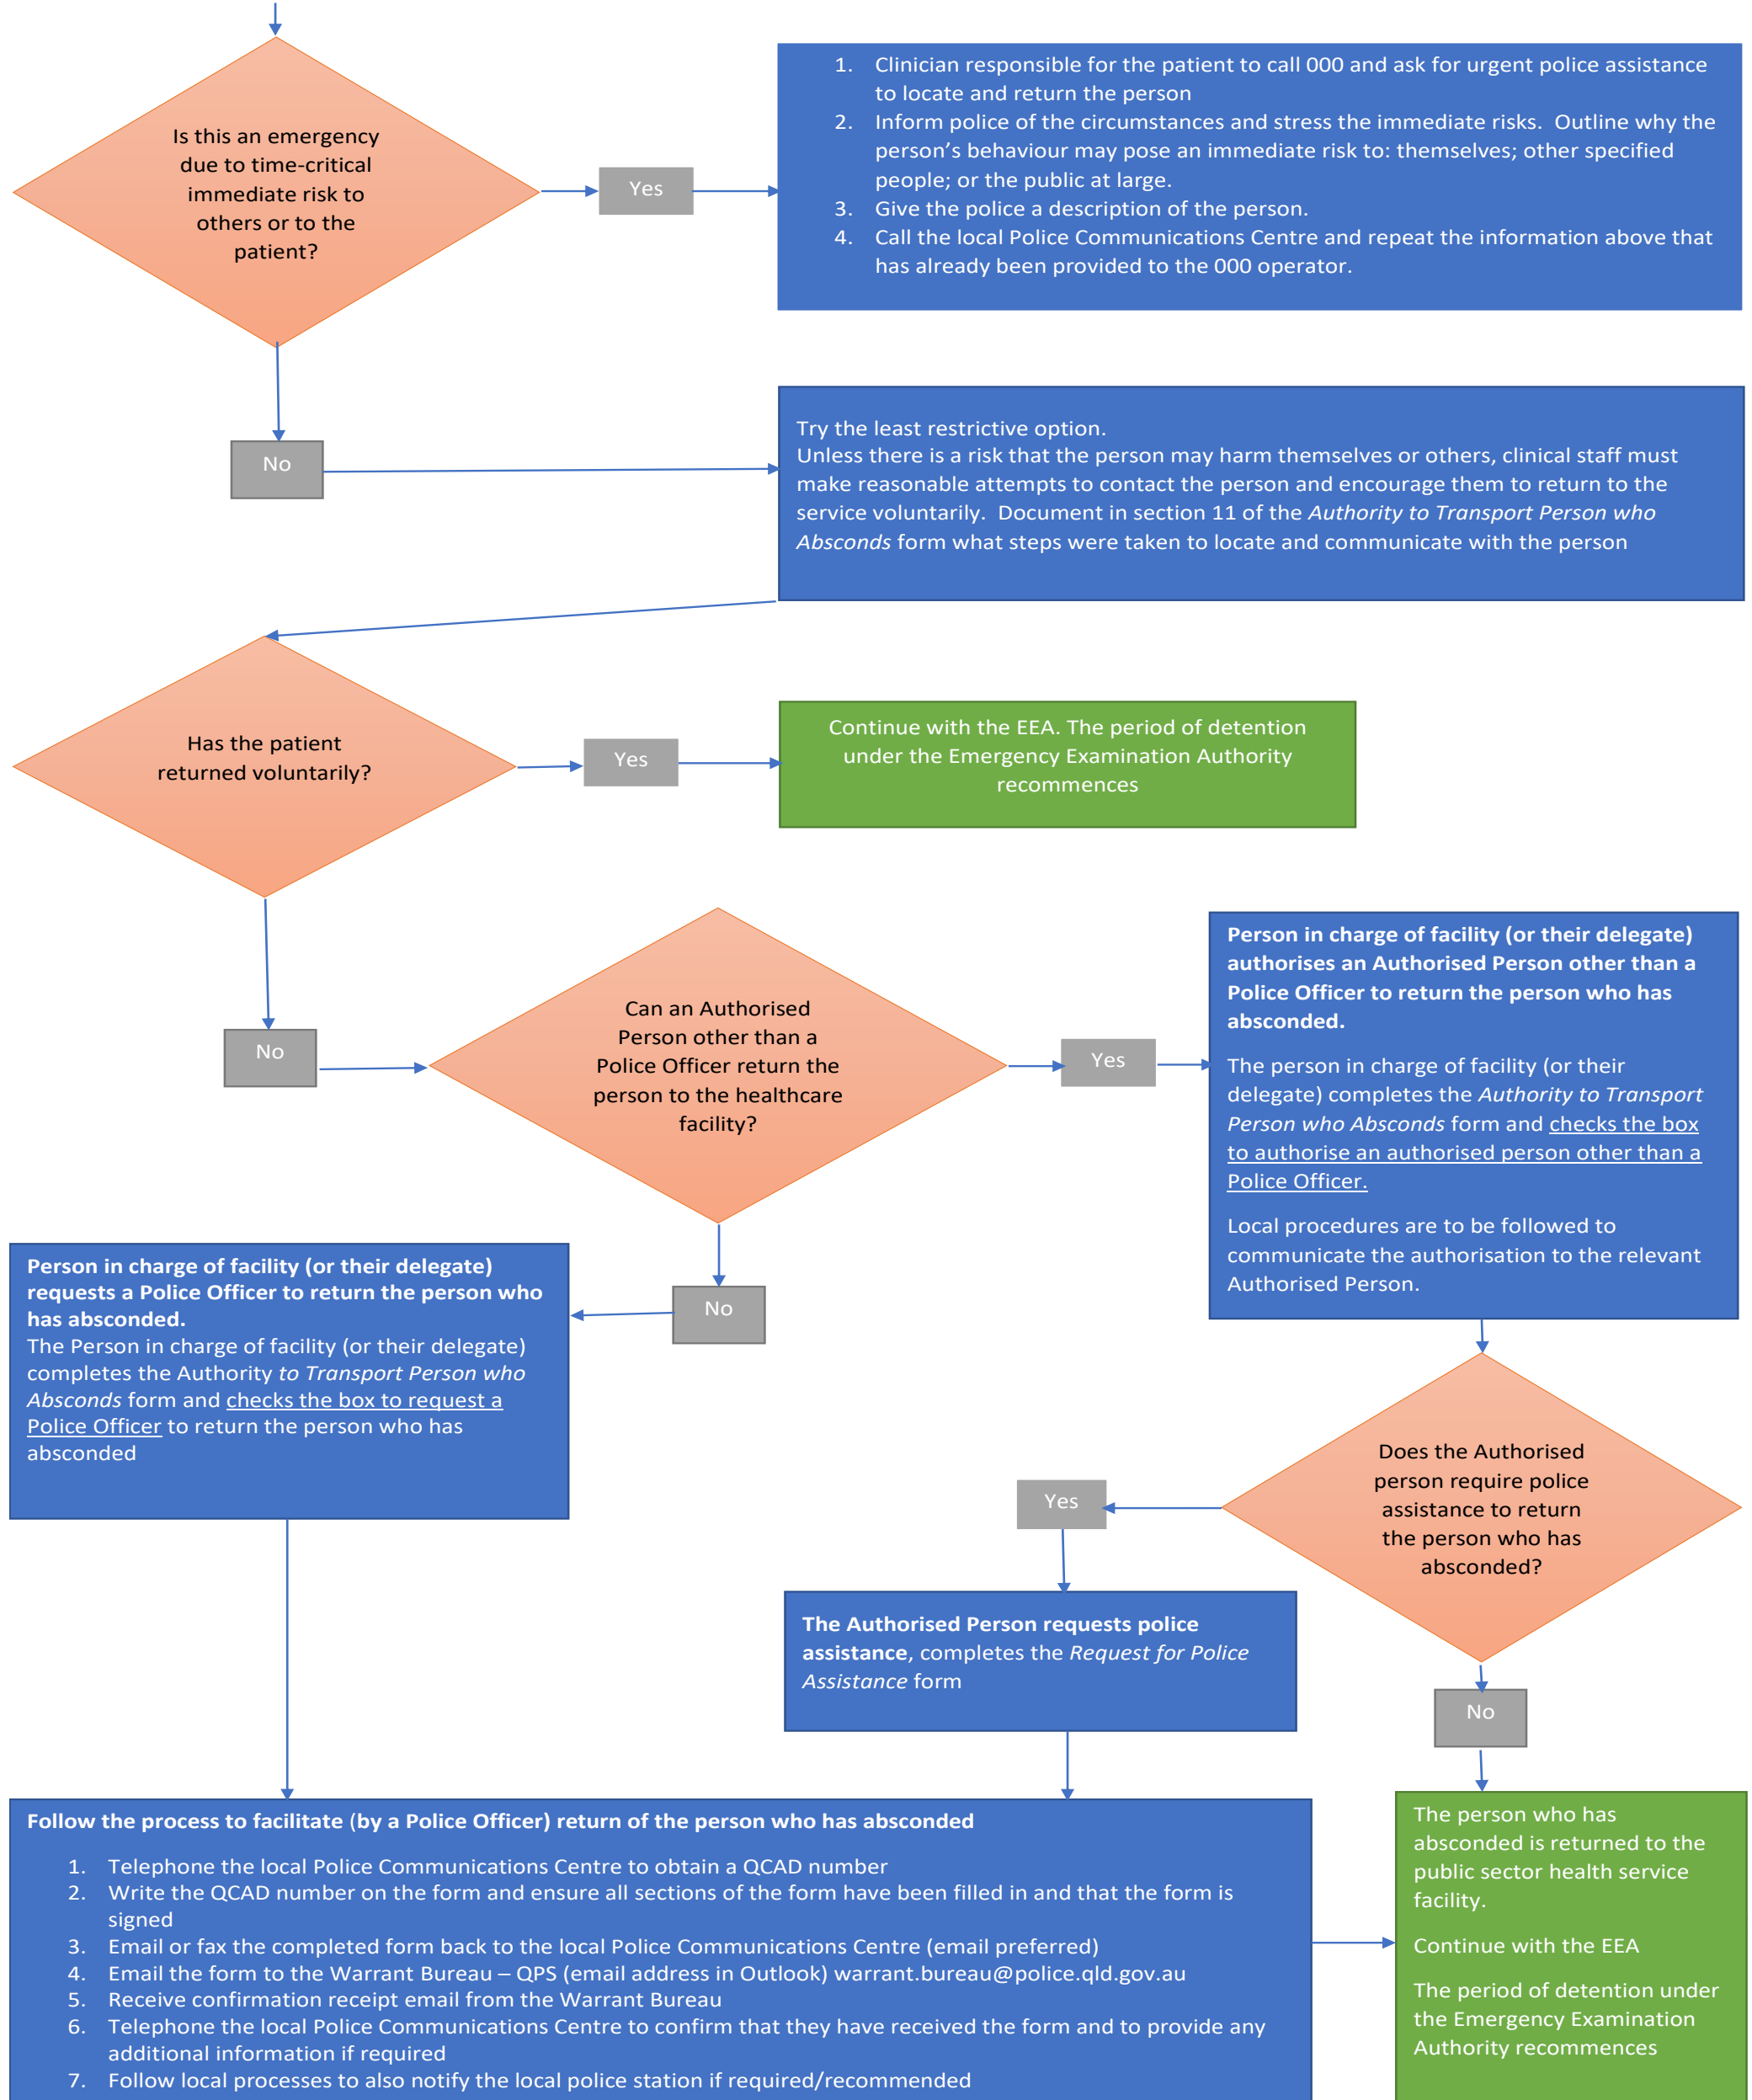 Is this an emergency
due to time-critical
immediate risk to
others or to the
patient?
Yes
1. Clinician responsible for the patient to call 000 and ask for urgent police assistance
to locate and return the person
2. Inform police of the circumstances and stress the immediate risks.  Outline why the
person’s behaviour may pose an immediate risk to: themselves; other specified
people; or the public at large.
3. Give the police a description of the person.
4. Call the local Police Communications Centre and repeat the information above that
has already been provided to the 000 operator.
No
Try the least restrictive option.
Unless there is a risk that the person may harm themselves or others, clinical staff must
make reasonable attempts to contact the person and encourage them to return to the
service voluntarily.  Document in section 11 of the Authority to Transport Person who
Absconds form what steps were taken to locate and communicate with the person
Has the patient
returned voluntarily?
Yes
Continue with the EEA. The period of detention
under the Emergency Examination Authority
recommences
No
Can an Authorised
Person other than a
Police Officer return the
person to the healthcare
facility?
Yes
Person in charge of facility (or their delegate)
authorises an Authorised Person other than a
Police Officer to return the person who has
absconded.
The person in charge of facility (or their
delegate) completes the Authority to Transport
Person who Absconds form and checks the box
to authorise an authorised person other than a
Police Officer.
Local procedures are to be followed to
communicate the authorisation to the relevant
Authorised Person.
No
Person in charge of facility (or their delegate)
requests a Police Officer to return the person who
has absconded.
The Person in charge of facility (or their delegate)
completes the Authority to Transport Person who
Absconds form and checks the box to request a
Police Officer to return the person who has
absconded
Does the Authorised
person require police
assistance to return
the person who has
absconded?
Yes
The Authorised Person requests police
assistance, completes the Request for Police
Assistance form
No
Follow the process to facilitate (by a Police Officer) return of the person who has absconded
1. Telephone the local Police Communications Centre to obtain a QCAD number
2. Write the QCAD number on the form and ensure all sections of the form have been filled in and that the form is
signed
3. Email or fax the completed form back to the local Police Communications Centre (email preferred)
4. Email the form to the Warrant Bureau – QPS (email address in Outlook) warrant.bureau@police.qld.gov.au
5. Receive confirmation receipt email from the Warrant Bureau
6. Telephone the local Police Communications Centre to confirm that they have received the form and to provide any
additional information if required
7. Follow local processes to also notify the local police station if required/recommended
The person who has
absconded is returned to the
public sector health service
facility.
Continue with the EEA
The period of detention under
the Emergency Examination
Authority recommences